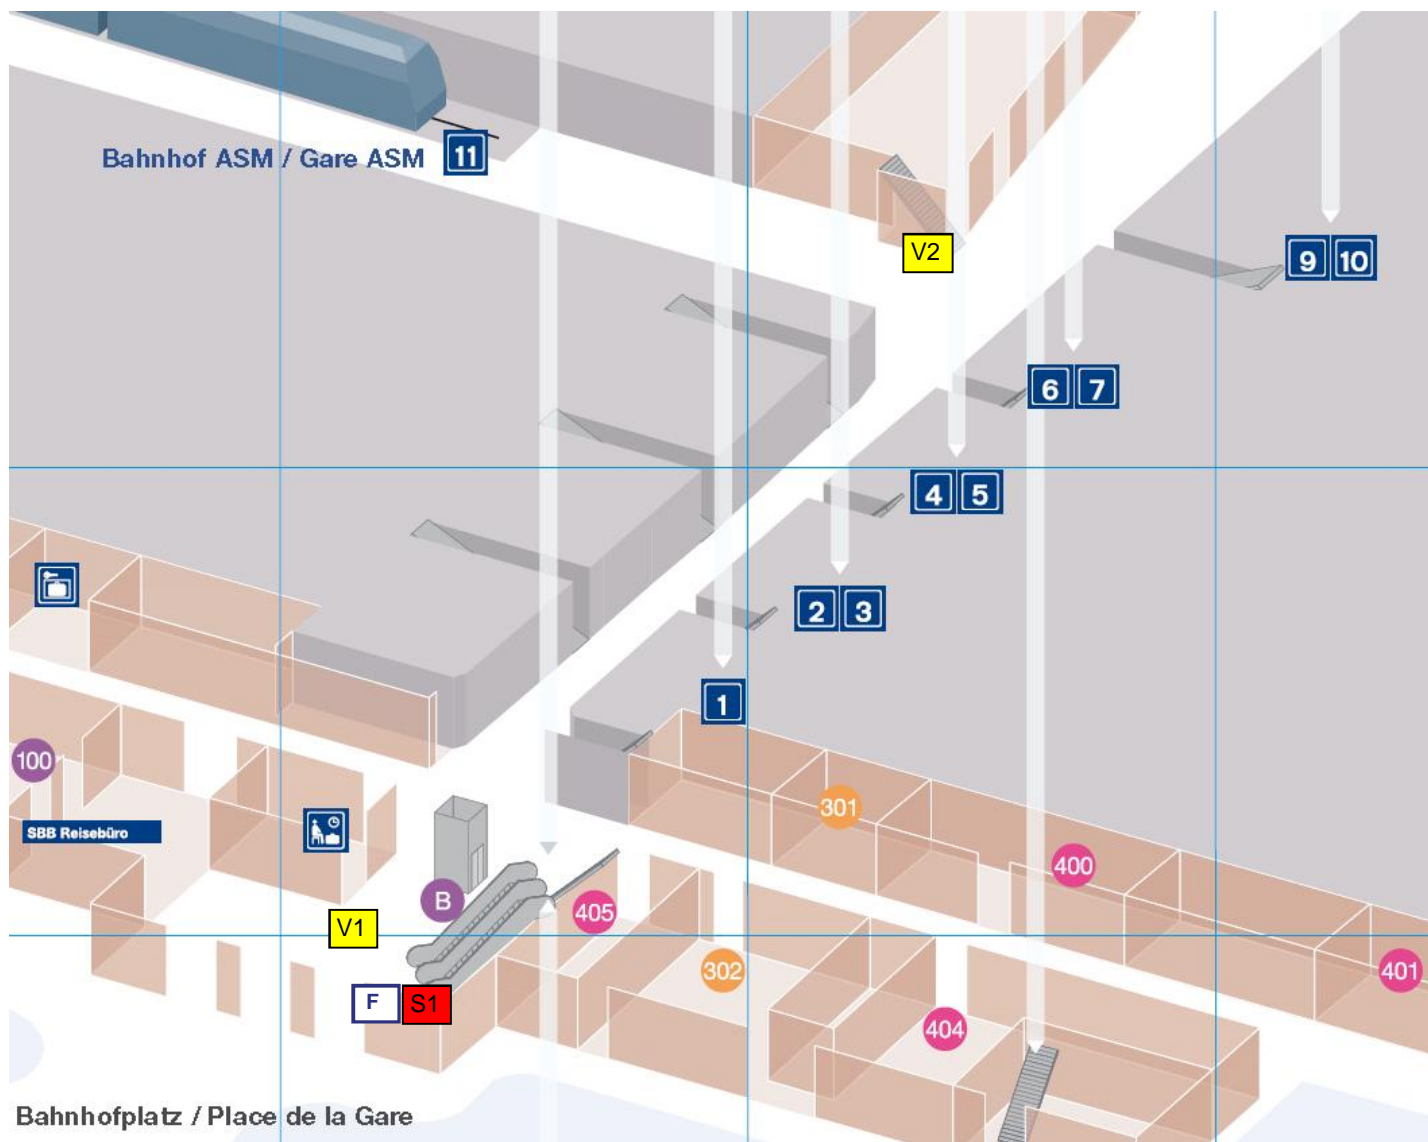 Bahnhof ASM / Gare ASM
11
V2
9 10
6 7
4 5
2 3
1
100
301
SBB Reisebüro
400
B
405
V1
302
401
F
S1
404
Bahnhofplatz / Place de la Gare